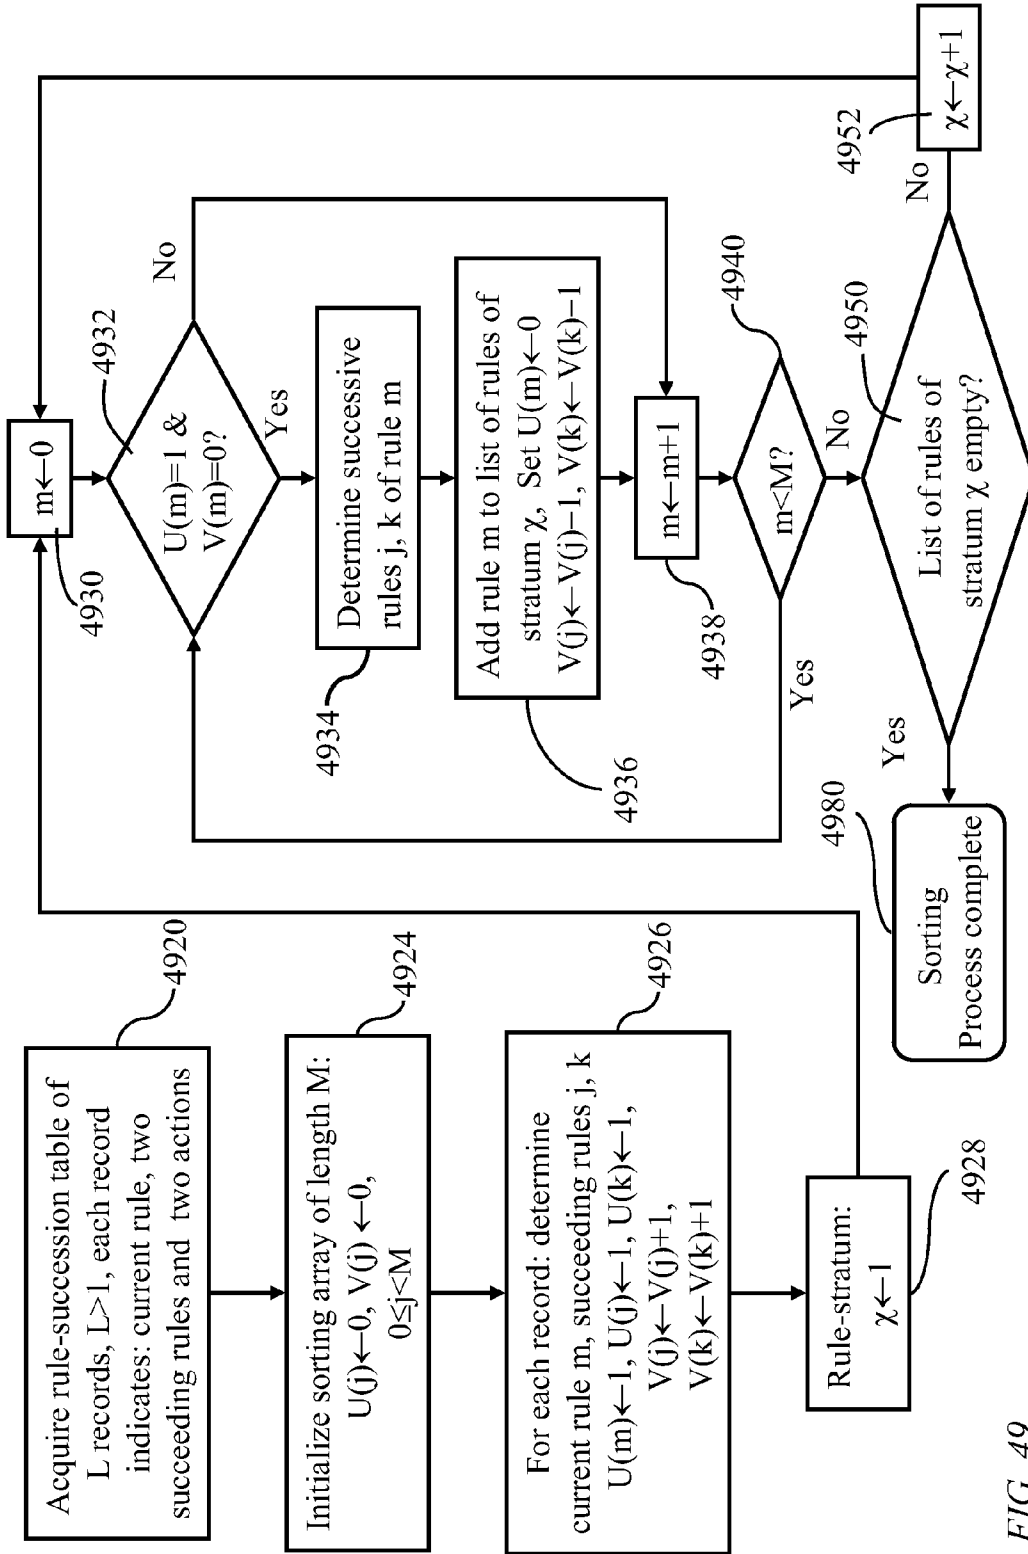 Acquire rule-succession table of
L records, L>1, each record
indicates: current rule, two
succeeding rules and two actions
4920
Initialize sorting array of length M:
U(j)←0, V(j) ←0,
0≤j<M
4924
For each record: determine
current rule m, succeeding rules j, k
U(m)←1, U(j)←1, U(k)←1,
V(j)←V(j)+1,
V(k)←V(k)+1
4926
Rule-stratum:
χ←1
4928
m←0
4930
U(m)=1 &
V(m)=0?
4932
No
Yes
Determine successive
rules j, k of rule m
4934
Add rule m to list of rules of
stratum χ, Set U(m)←0
V(j)←V(j)−1, V(k)←V(k)−1
4936
m←m+1
4938
m<M?
4940
Yes
No
List of rules of
stratum χ empty?
4950
Yes
No
χ←χ+1
4952
Sorting
Process complete
4980
FIG. 49